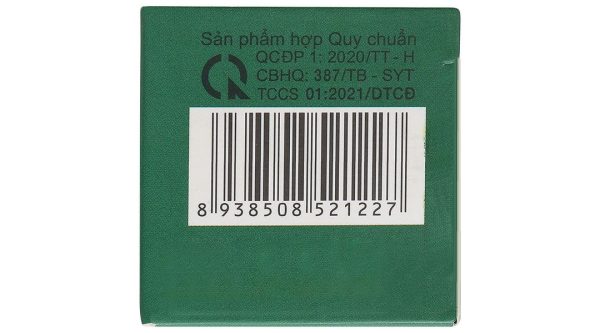 Sản phẩm hợp Quy chuẩn
QCĐP 1: 2020/TT - H
CBHQ: 387/TB - SYT
TCCS 01:2021/DTCĐ
8 938508 521227